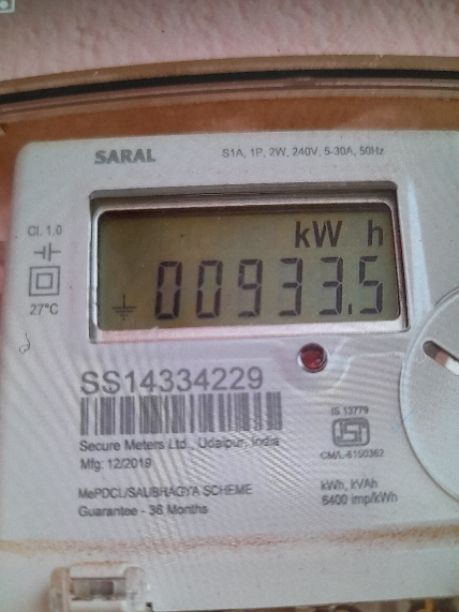 SARAL
S1A, 1P, 2W, 240V, 5-30A, 50Hz
Cl. 1.0
kW h
00933.5
27°C
SS14334229
Secure Meters Ltd., Udaipur, India
Mfg: 12/2019
IS 13779
CM/L-6150362
MePDCL/SAUBHAGYA SCHEME
Guarantee - 36 Months
kWh, kVAh
6400 imp/kWh